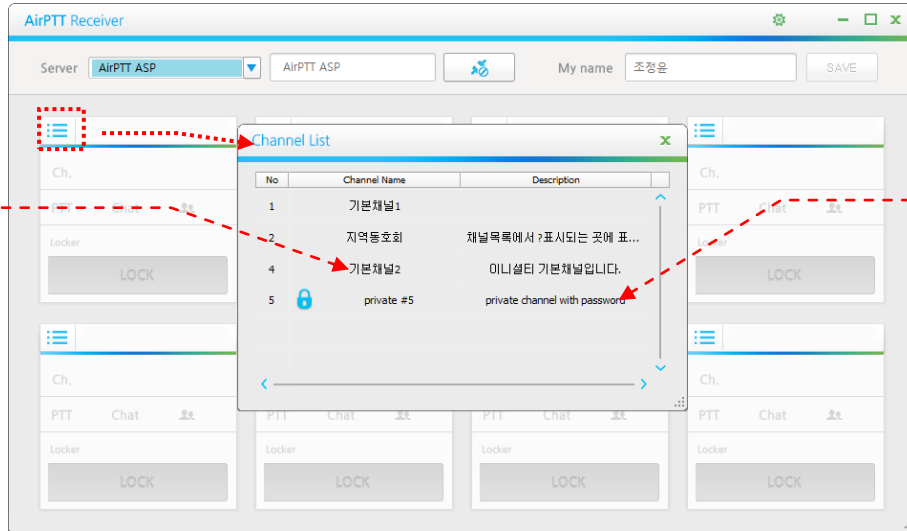 AirPTT Receiver
Server AirPTT ASP AirPTT ASP My name 조정윤 SAVE
Channel List
No Channel Name Description
1 기본채널1
2 지역동호회 채널목록에서 ?표시되는 곳에 표...
4 기본채널2 이니셜티 기본채널입니다.
5 private #5 private channel with password
Ch. Ch.
PTT Chat PTT Chat
Locker Locker
LOCK LOCK
Ch. Ch.
PTT Chat PTT Chat PTT Chat PTT Chat
Locker Locker Locker Locker
LOCK LOCK LOCK LOCK